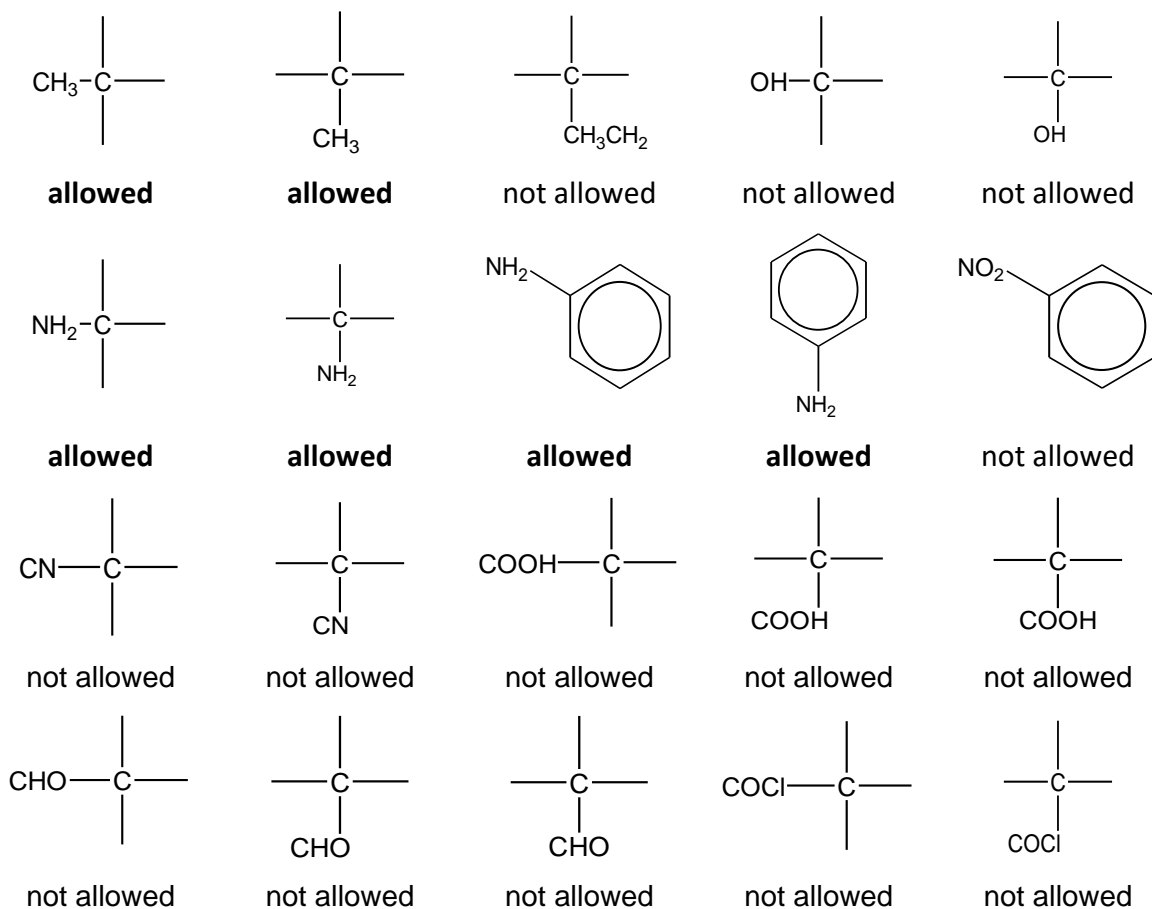 CH₃ C C C OH C C
CH₃ CH₃CH₂ OH
allowed allowed not allowed not allowed not allowed
NH₂ NO₂
NH₂ C C
NH₂ NH₂
allowed allowed allowed allowed not allowed
CN C C COOH C C C
CN COOH COOH
not allowed not allowed not allowed not allowed not allowed
CHO C C C COCl C C
CHO CHO COCl
not allowed not allowed not allowed not allowed not allowed